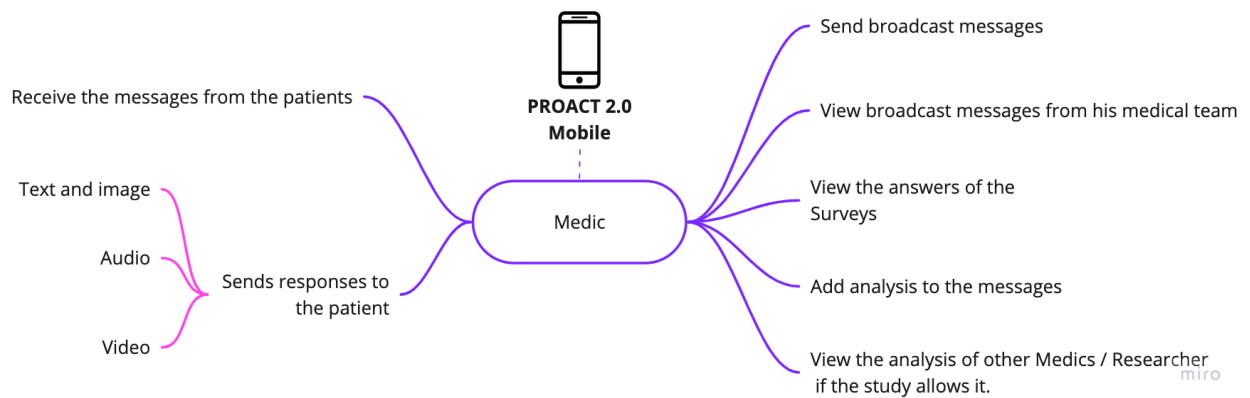 PROACT 2.0
Mobile
Medic
Receive the messages from the patients
Sends responses to
the patient
Text and image
Audio
Video
Send broadcast messages
View broadcast messages from his medical team
View the answers of the
Surveys
Add analysis to the messages
View the analysis of other Medics / Researcher
if the study allows it.
miro